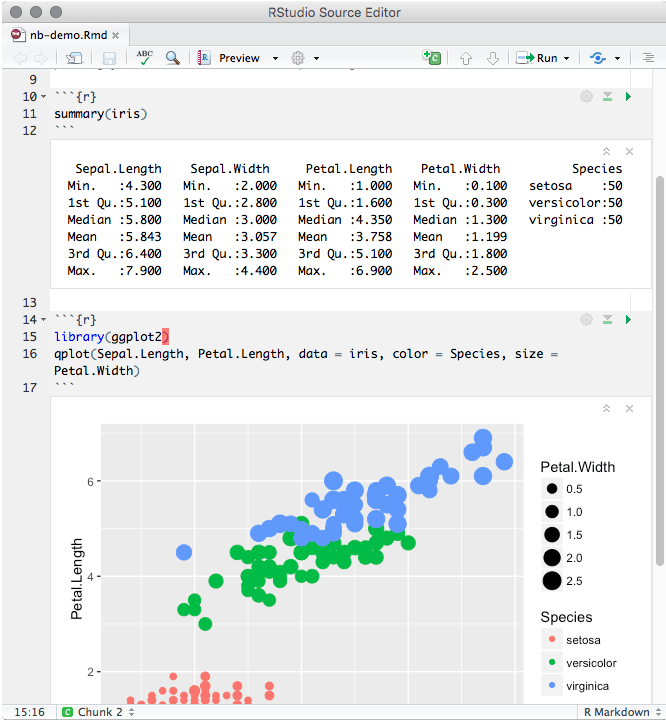 RStudio Source Editor
nb-demo.Rmd
ABC Preview Run
9
10 ```{r}
11 summary(iris)
12 ```
Sepal.Length Sepal.Width Petal.Length Petal.Width Species
Min. :4.300 Min. :2.000 Min. :1.000 Min. :0.100 setosa :50
1st Qu.:5.100 1st Qu.:2.800 1st Qu.:1.600 1st Qu.:0.300 versicolor:50
Median :5.800 Median :3.000 Median :4.350 Median :1.300 virginica :50
Mean :5.843 Mean :3.057 Mean :3.758 Mean :1.199
3rd Qu.:6.400 3rd Qu.:3.300 3rd Qu.:5.100 3rd Qu.:1.800
Max. :7.900 Max. :4.400 Max. :6.900 Max. :2.500
13
14 ```{r}
15 library(ggplot2)
16 qplot(Sepal.Length, Petal.Length, data = iris, color = Species, size =
Petal.Width)
17 ```
Petal.Length
6
4
2
Petal.Width
0.5
1.0
1.5
2.0
2.5
Species
setosa
versicolor
virginica
15:16 C Chunk 2 R Markdown